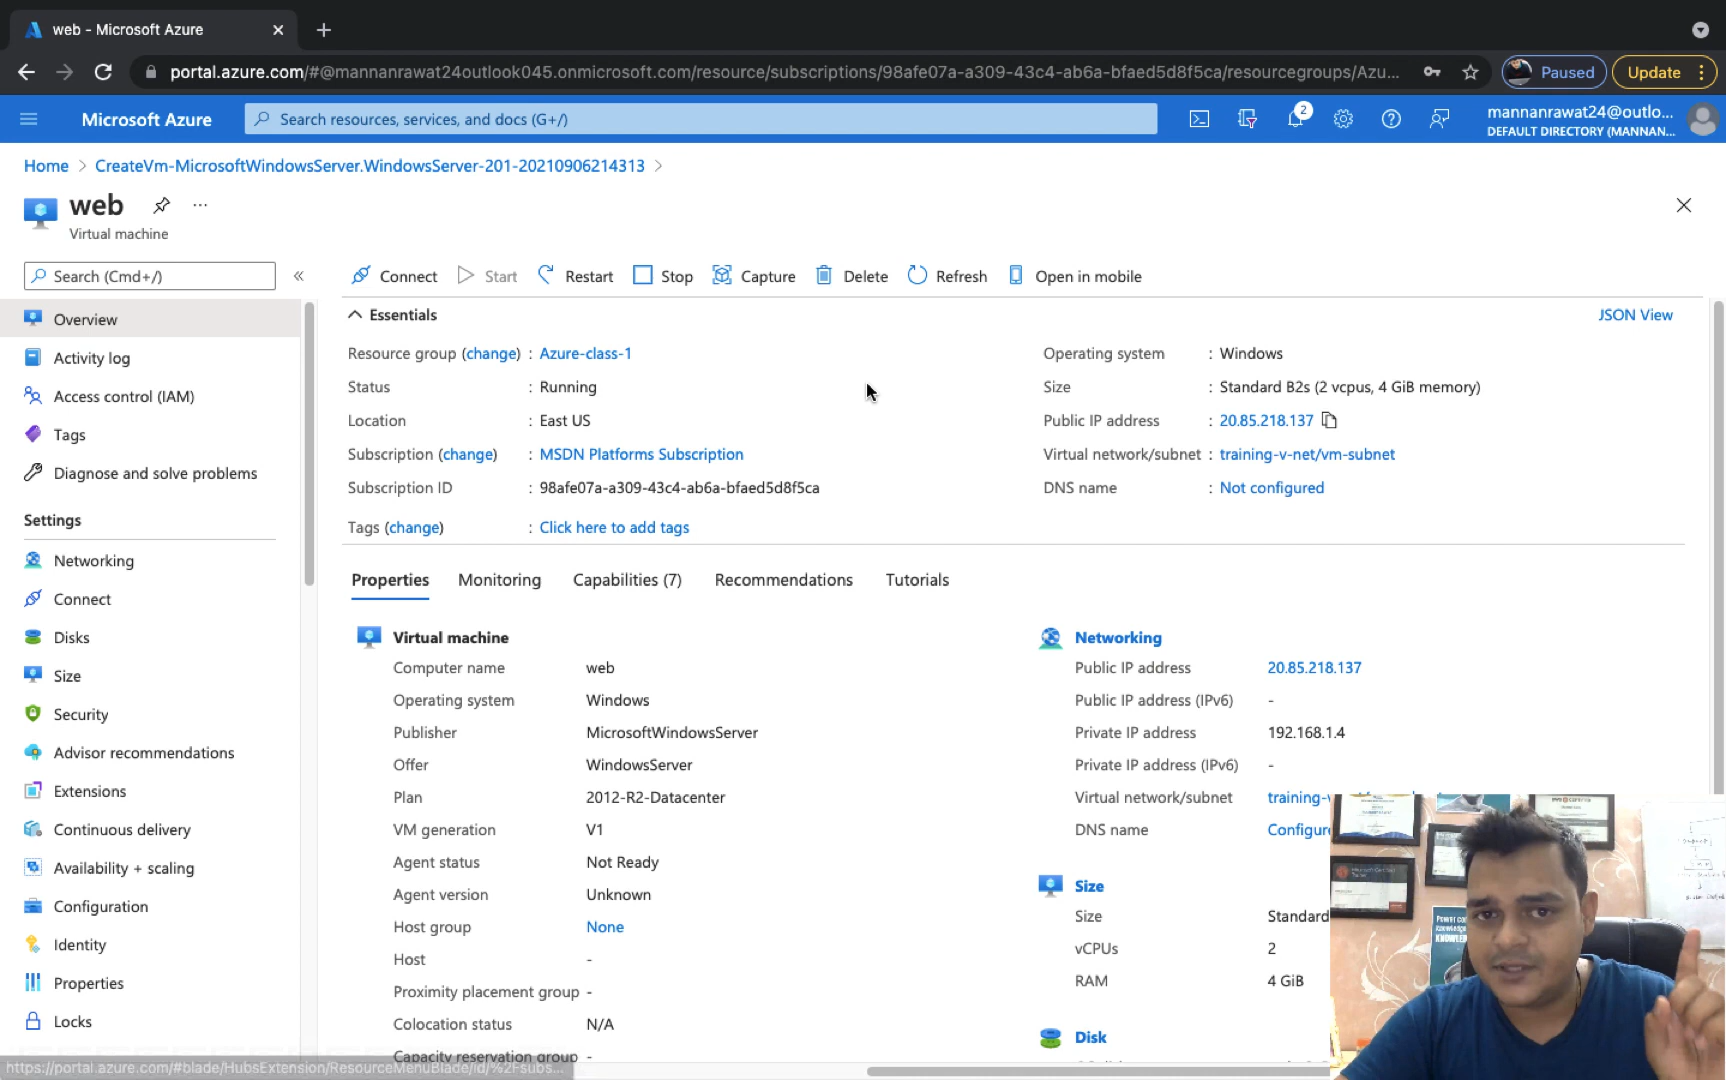 web - Microsoft Azure
portal.azure.com/#@mannanrawat24outlook045.onmicrosoft.com/resource/subscriptions/98afe07a-a309-43c4-ab6a-bfaed5d8f5ca/resourcegroups/Azu...
Paused
Update
Microsoft Azure
Search resources, services, and docs (G+/)
2
mannanrawat24@outlo...
DEFAULT DIRECTORY (MANNAN...
Home > CreateVm-MicrosoftWindowsServer.WindowsServer-201-20210906214313 >
web
...
Virtual machine
Search (Cmd+/)
«
Connect
Start
Restart
Stop
Capture
Delete
Refresh
Open in mobile
Overview
Activity log
Access control (IAM)
Tags
Diagnose and solve problems
Settings
Networking
Connect
Disks
Size
Security
Advisor recommendations
Extensions
Continuous delivery
Availability + scaling
Configuration
Identity
Properties
Locks
Essentials
JSON View
Resource group (change) : Azure-class-1
Status : Running
Location : East US
Subscription (change) : MSDN Platforms Subscription
Subscription ID : 98afe07a-a309-43c4-ab6a-bfaed5d8f5ca
Tags (change) : Click here to add tags
Operating system : Windows
Size : Standard B2s (2 vcpus, 4 GiB memory)
Public IP address : 20.85.218.137
Virtual network/subnet : training-v-net/vm-subnet
DNS name : Not configured
Properties
Monitoring
Capabilities (7)
Recommendations
Tutorials
Virtual machine
Computer name web
Operating system Windows
Publisher MicrosoftWindowsServer
Offer WindowsServer
Plan 2012-R2-Datacenter
VM generation V1
Agent status Not Ready
Agent version Unknown
Host group None
Host -
Proximity placement group -
Colocation status N/A
Capacity reservation group -
Networking
Public IP address 20.85.218.137
Public IP address (IPv6) -
Private IP address 192.168.1.4
Private IP address (IPv6) -
Virtual network/subnet training-v
DNS name Configure
Size
Size Standard
vCPUs 2
RAM 4 GiB
Disk
https://portal.azure.com/#blade/HubsExtension/ResourceMenuBlade/id/%2Fsubs...